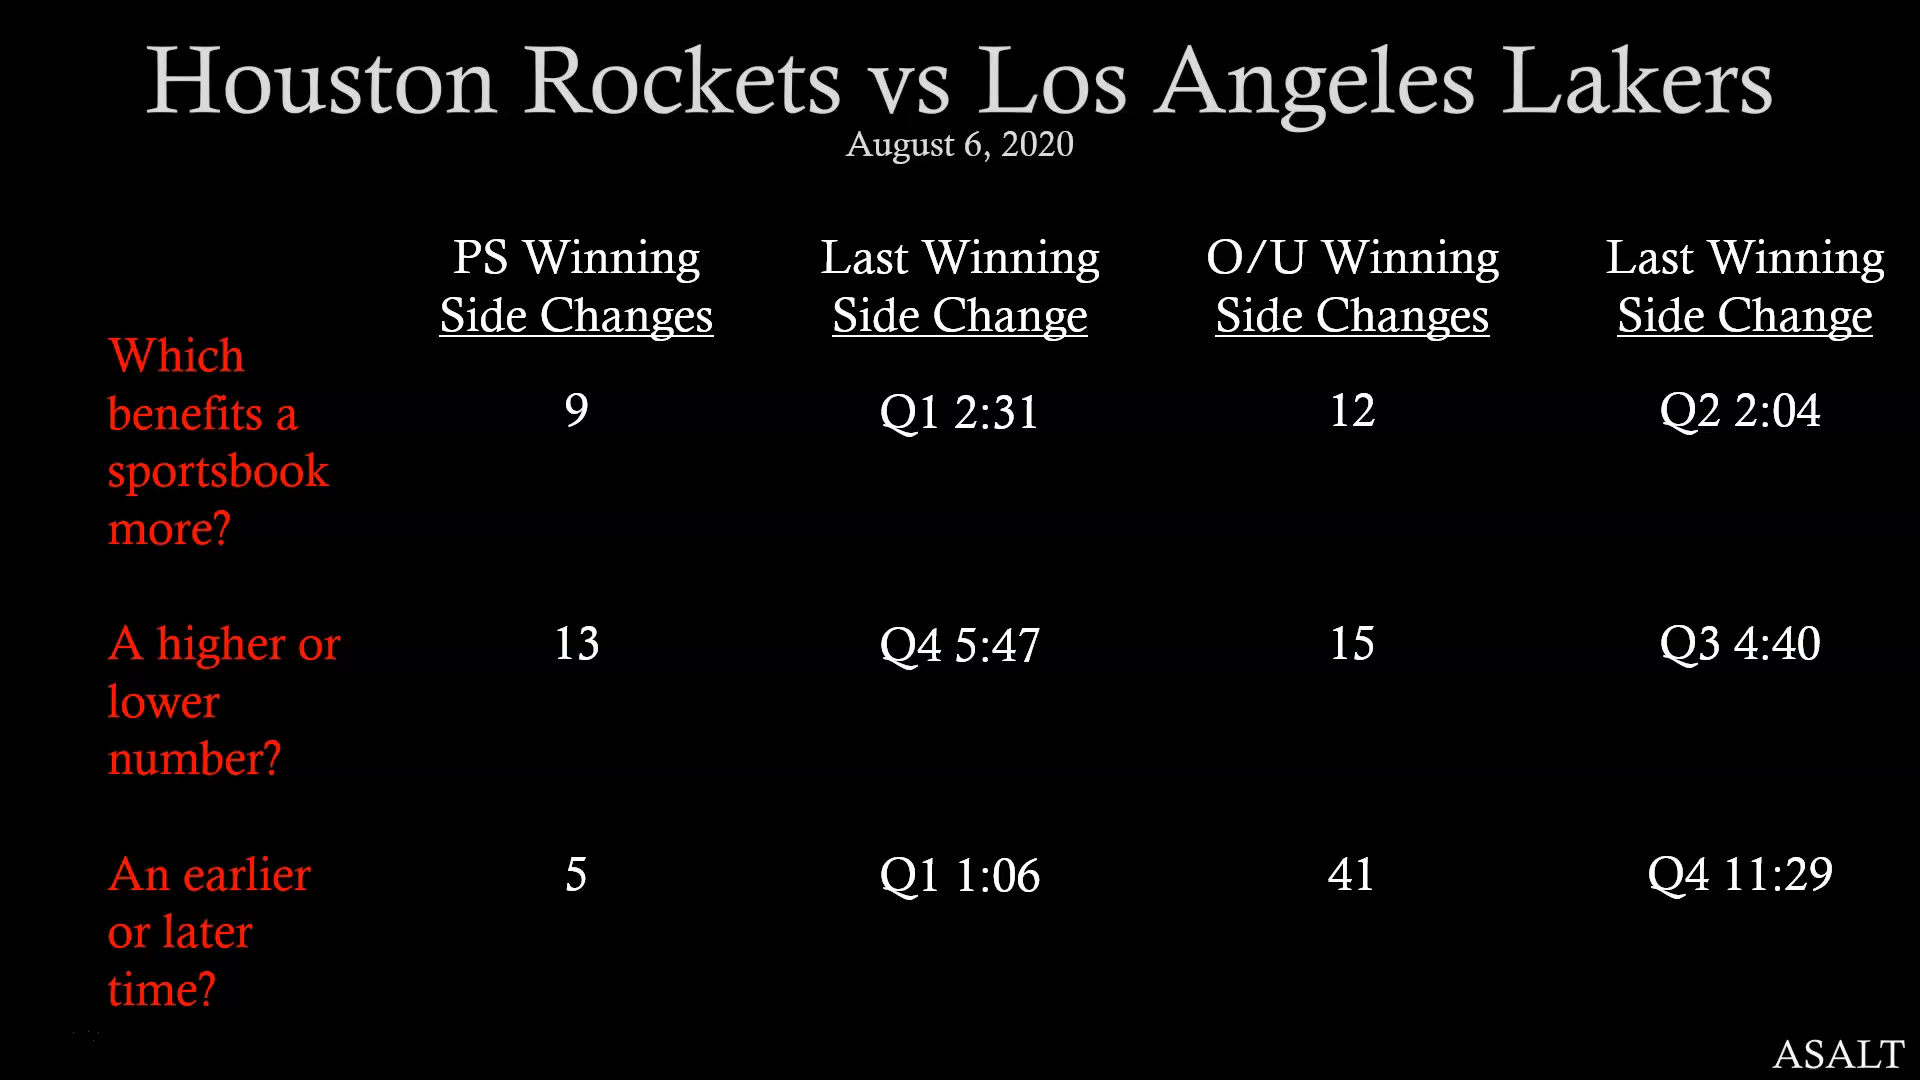 Houston Rockets vs Los Angeles Lakers
August 6, 2020
PS Winning Side Changes
Last Winning Side Change
O/U Winning Side Changes
Last Winning Side Change
Which
benefits a
sportsbook
more?
9 Q1 2:31 12 Q2 2:04
A higher or
lower
number?
13 Q4 5:47 15 Q3 4:40
An earlier
or later
time?
5 Q1 1:06 41 Q4 11:29
ASALT